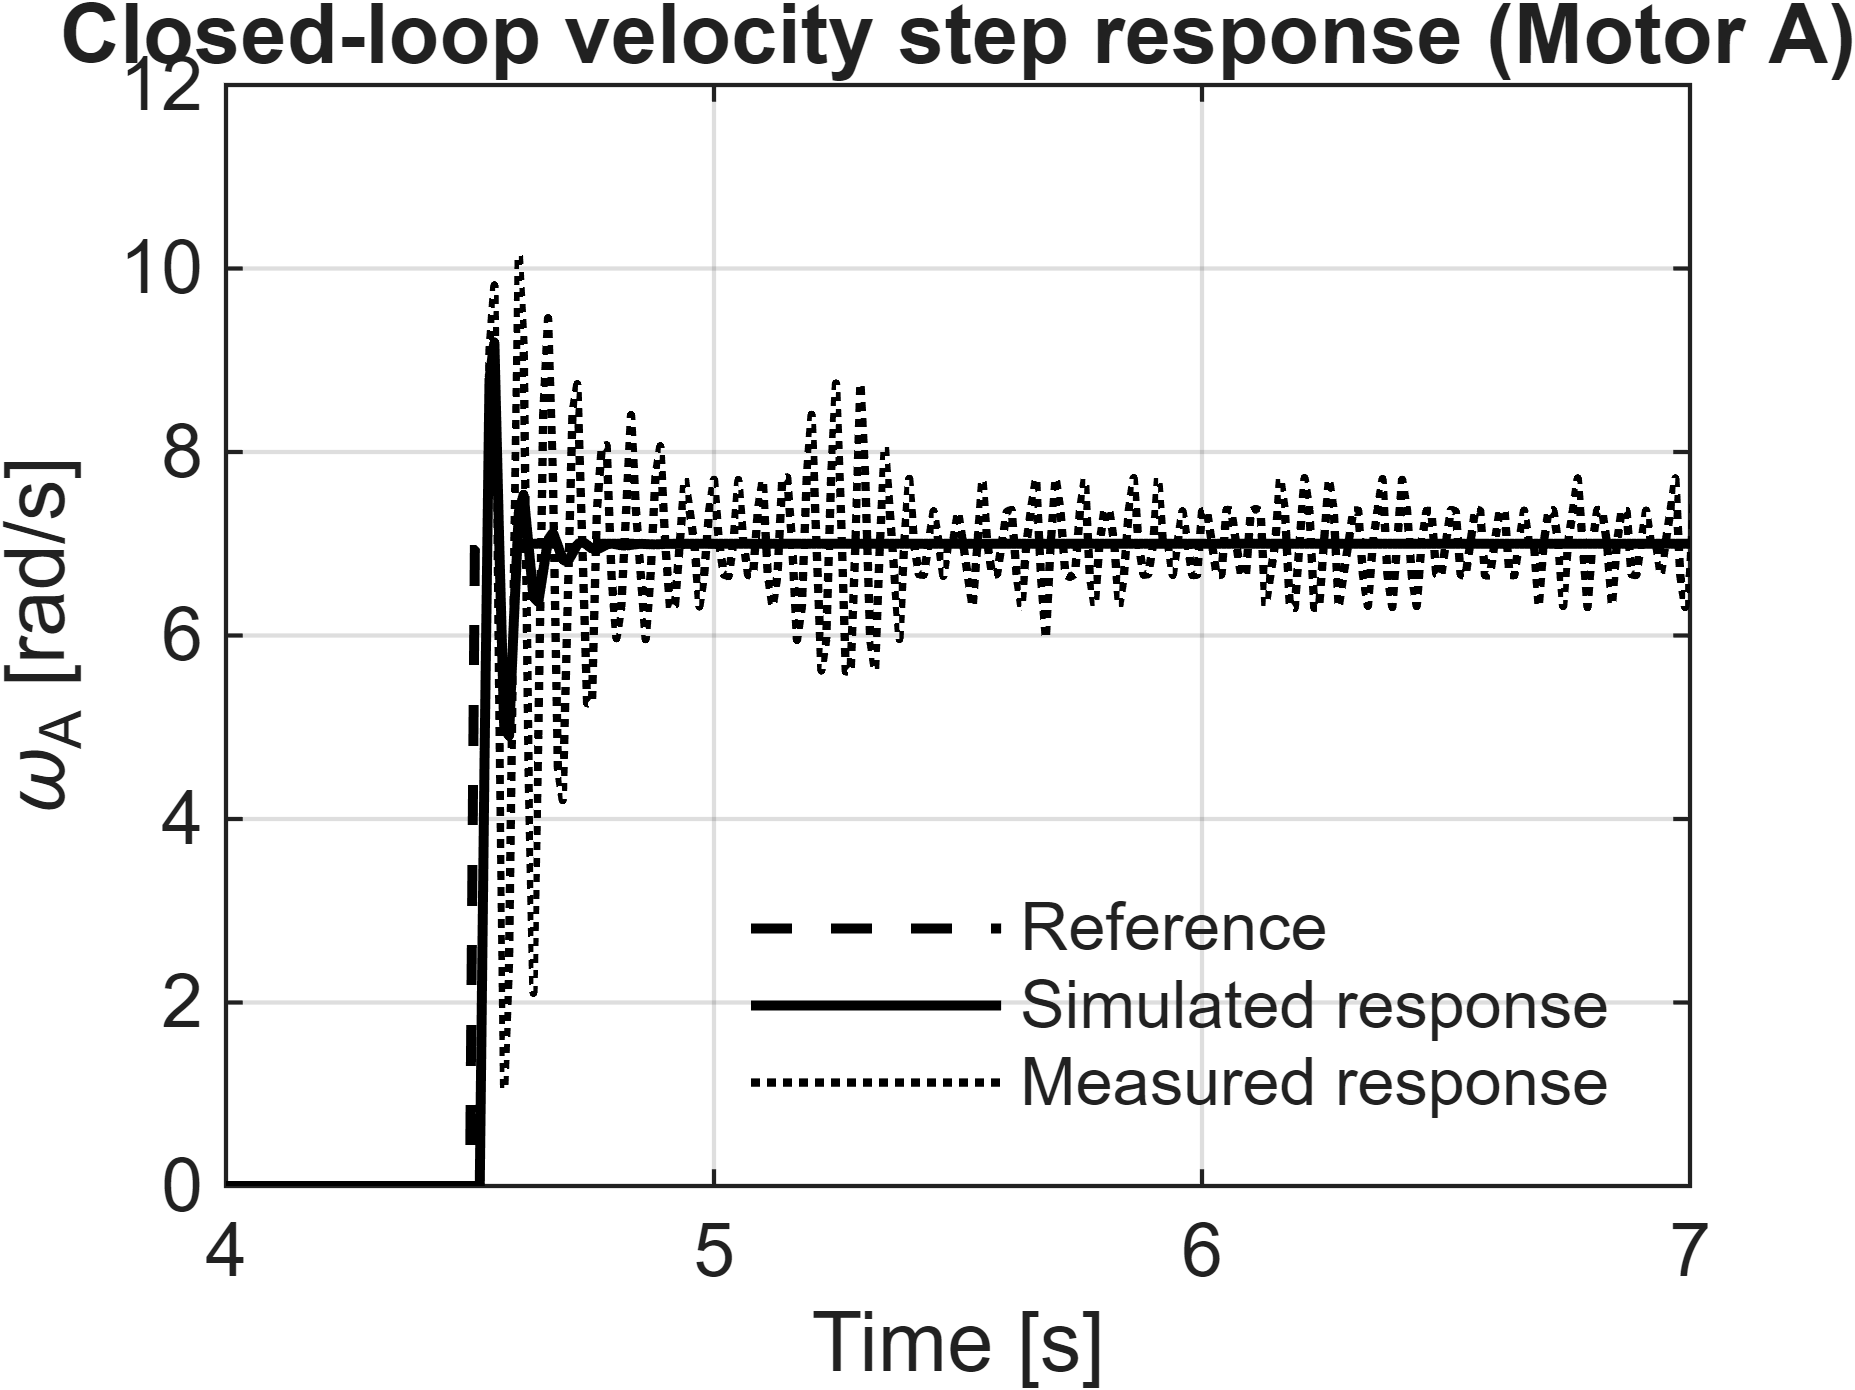 Closed-loop velocity step response (Motor A)
12
10
8
6
4
2
0
ωA [rad/s]
Reference
Simulated response
Measured response
4 5 6 7
Time [s]